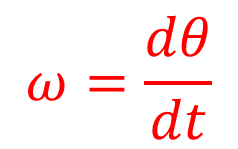 ω = dθ/dt